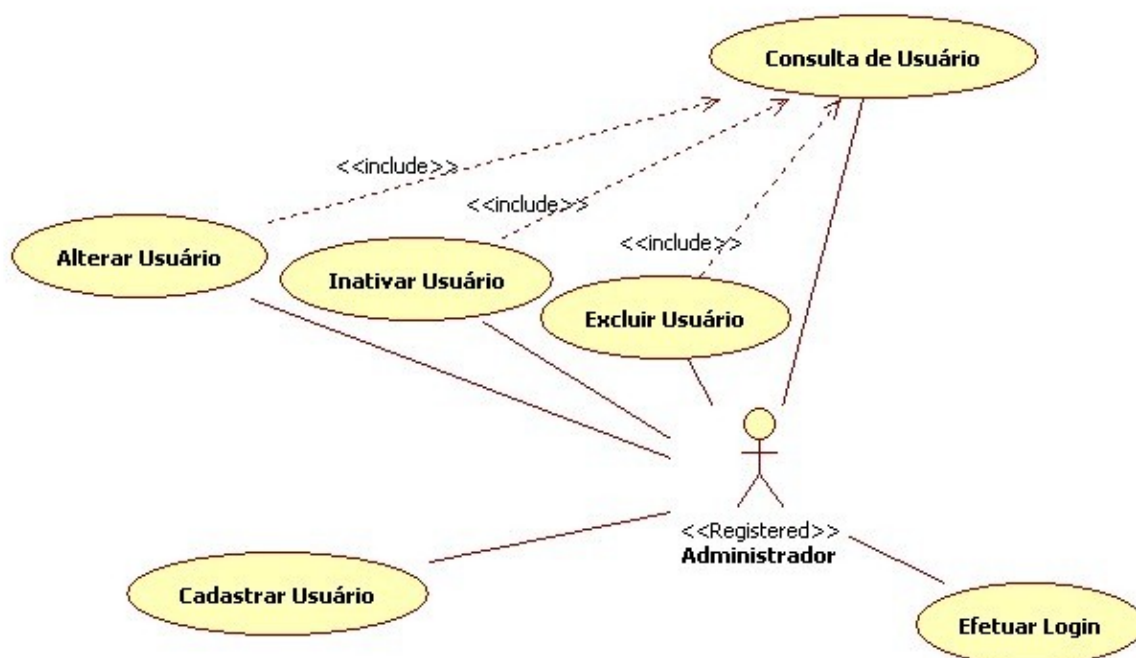 Consulta de Usuário
<<include>>
<<include>>
<<include>>
Alterar Usuário
Inativar Usuário
Excluir Usuário
<<Registered>>
Administrador
Cadastrar Usuário
Efetuar Login